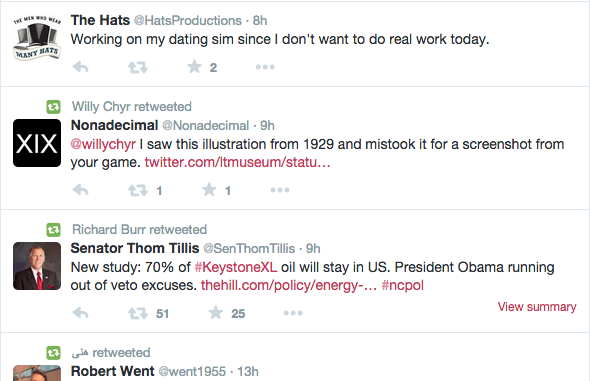 THE MEN WHO WEAR
MANY HATS
The Hats @HatsProductions · 8h
Working on my dating sim since I don't want to do real work today.
2
Willy Chyr retweeted
XIX
Nonadecimal @Nonadecimal · 9h
@willychyr I saw this illustration from 1929 and mistook it for a screenshot from
your game. twitter.com/ltmuseum/statu…
1 1
Richard Burr retweeted
Senator Thom Tillis @SenThomTillis · 9h
New study: 70% of #KeystoneXL oil will stay in US. President Obama running
out of veto excuses. thehill.com/policy/energy-… #ncpol
View summary
51 25
هنى retweeted
Robert Went @went1955 · 13h